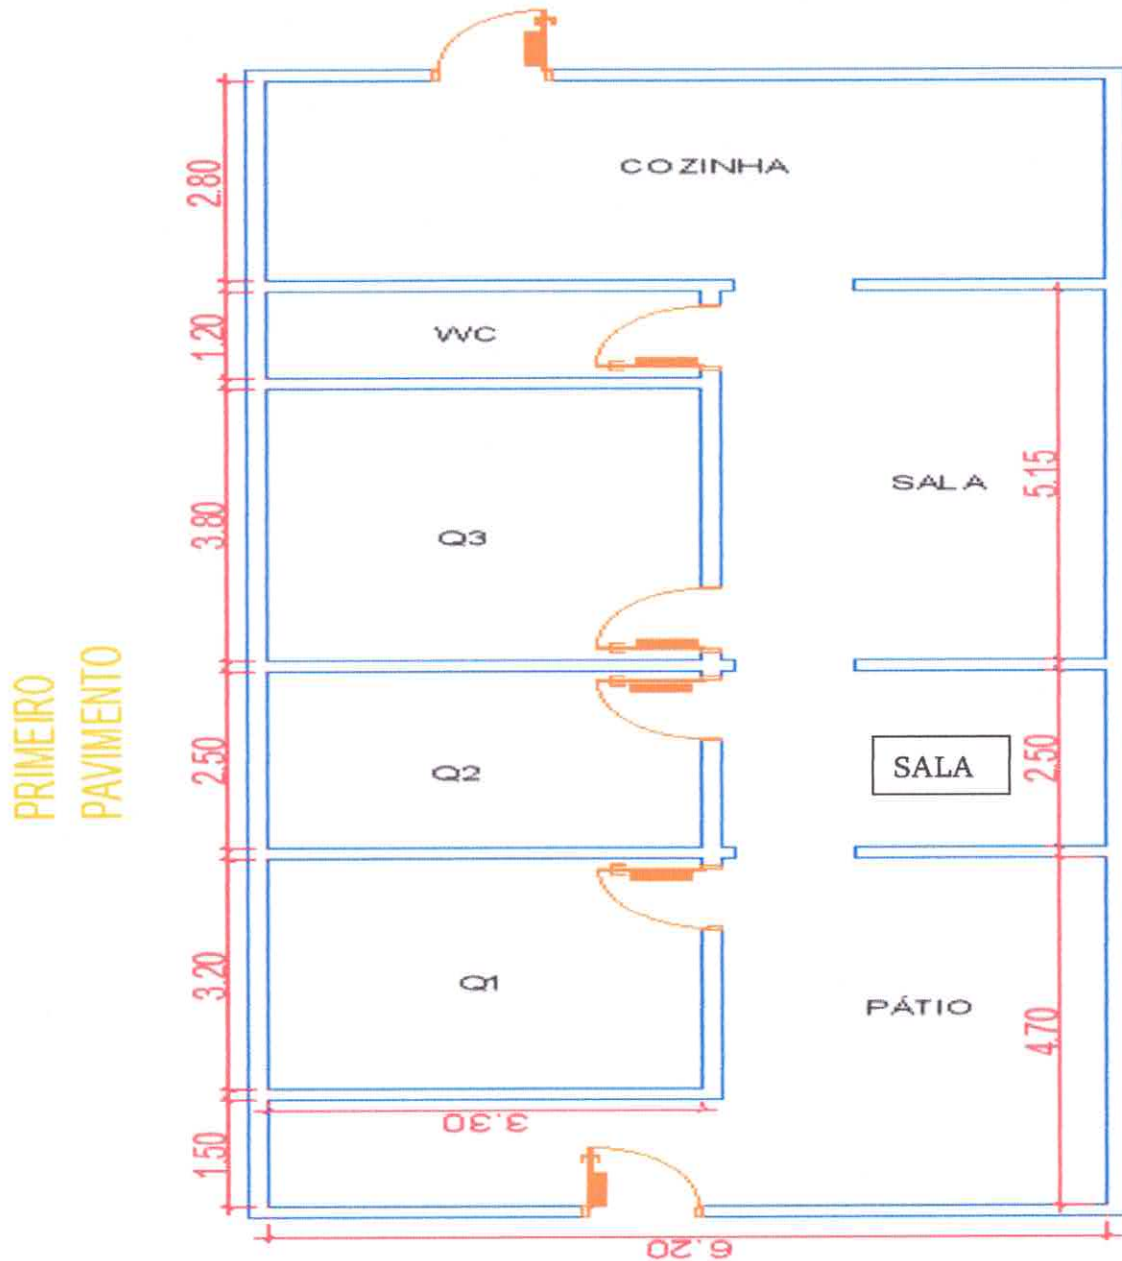 COZINHA
2.80
WC
1.20
SALA
5.15
Q3
3.80
PRIMEIRO
PAVIMENTO
Q2
2.50
SALA
2.50
Q1
3.20
PÁTIO
4.70
3.30
1.50
6.20